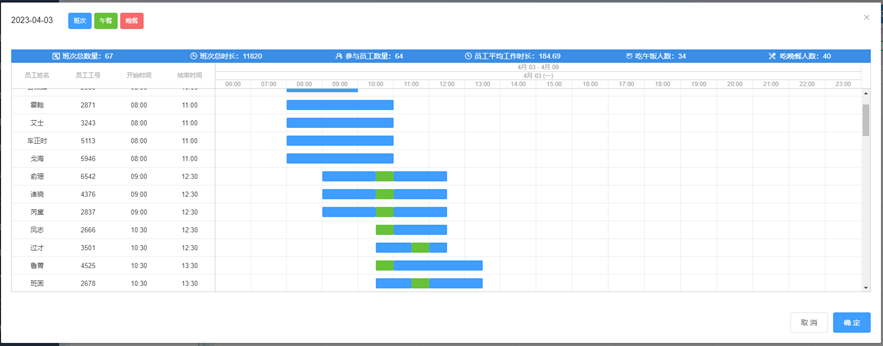 2023-04-03 班次 午餐 晚餐
班次总数量：67 班次总时长：11820 参与员工数量：64 员工平均工作时长：184.69 吃午饭人数：34 吃晚餐人数：40
员工姓名 员工工号 开始时间 结束时间
4月 03 - 4月 09
4月 03 (一)
06:00 07:00 08:00 09:00 10:00 11:00 12:00 13:00 14:00 15:00 16:00 17:00 18:00 19:00 20:00 21:00 22:00 23:00
霍翰 2871 08:00 11:00
艾士 3243 08:00 11:00
车正时 5113 08:00 11:00
戈海 5946 08:00 11:00
俞珊 6542 09:00 12:30
诸晓 4376 09:00 12:30
芮董 2837 09:00 12:30
凤志 2666 10:30 12:30
过才 3501 10:30 12:30
鲁菁 4525 10:30 13:30
班固 2678 10:30 13:30
取 消 确 定